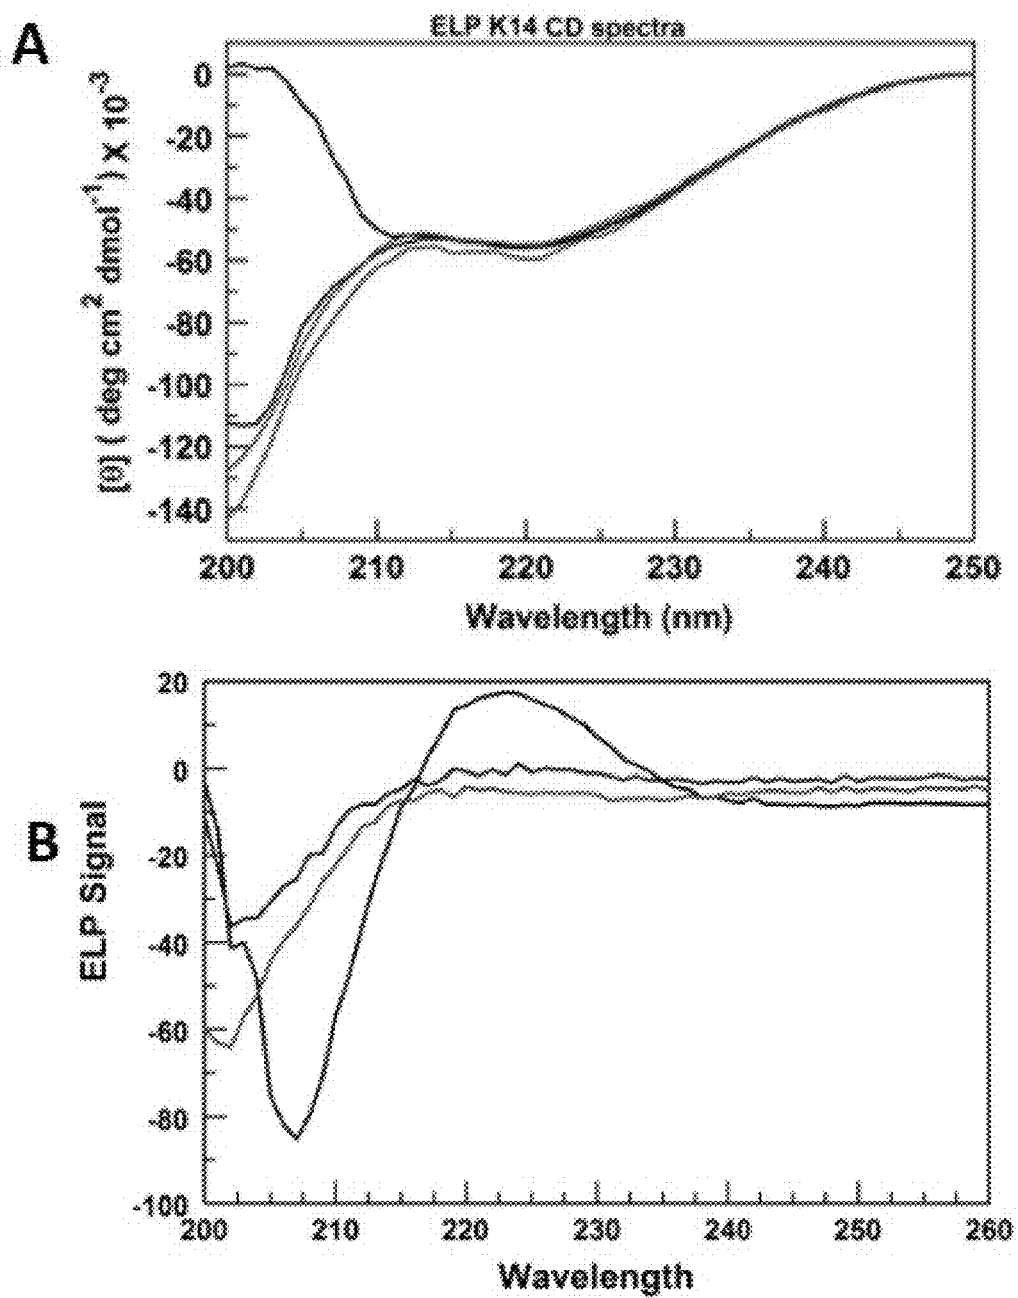 A
ELP K14 CD spectra
[θ] ( deg cm2 dmol-1) X 10-3
0
-20
-40
-60
-80
-100
-120
-140
200 210 220 230 240 250
Wavelength (nm)
B
ELP Signal
20
0
-20
-40
-60
-80
-100
200 210 220 230 240 250 260
Wavelength